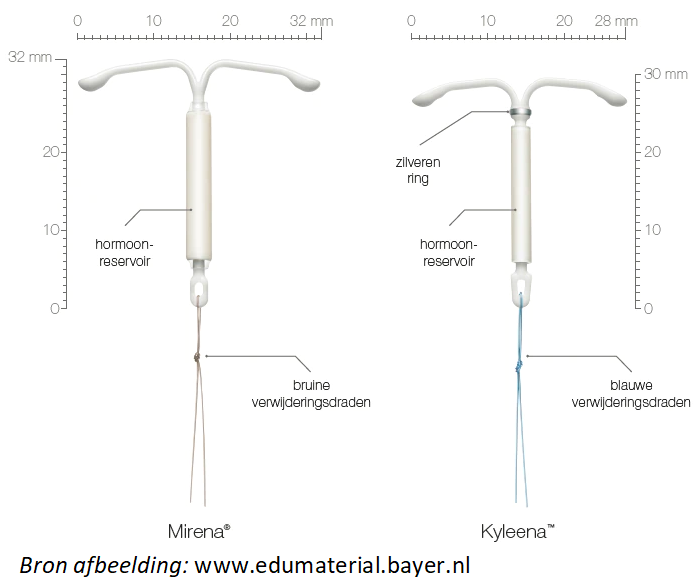 0 10 20 32 mm
0 10 20 28 mm
32 mm
20
10
0
30 mm
20
10
0
zilveren
ring
hormoon-
reservoir
hormoon-
reservoir
bruine
verwijderingsdraden
blauwe
verwijderingsdraden
Mirena®
Kyleena™
Bron afbeelding: www.edumaterial.bayer.nl